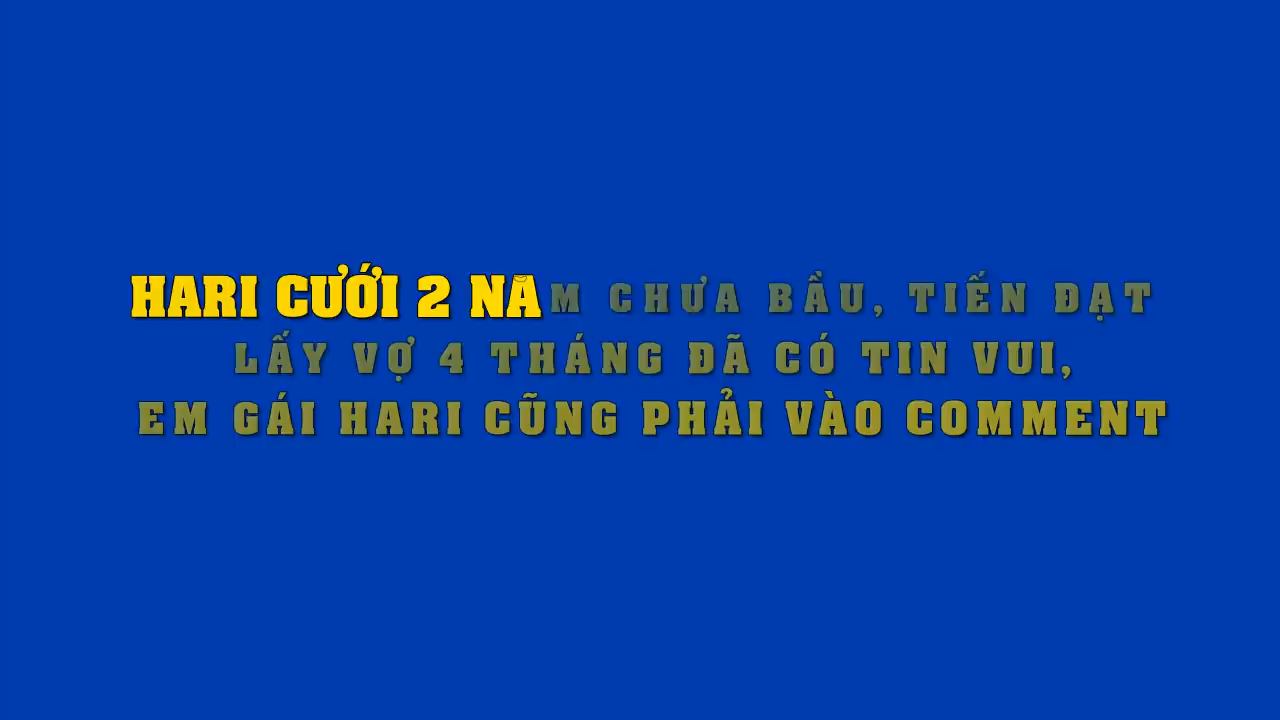 HARI CƯỚI 2 NĂM CHƯA BẦU, TIẾN ĐẠT
LẤY VỢ 4 THÁNG ĐÃ CÓ TIN VUI,
EM GÁI HARI CŨNG PHẢI VÀO COMMENT